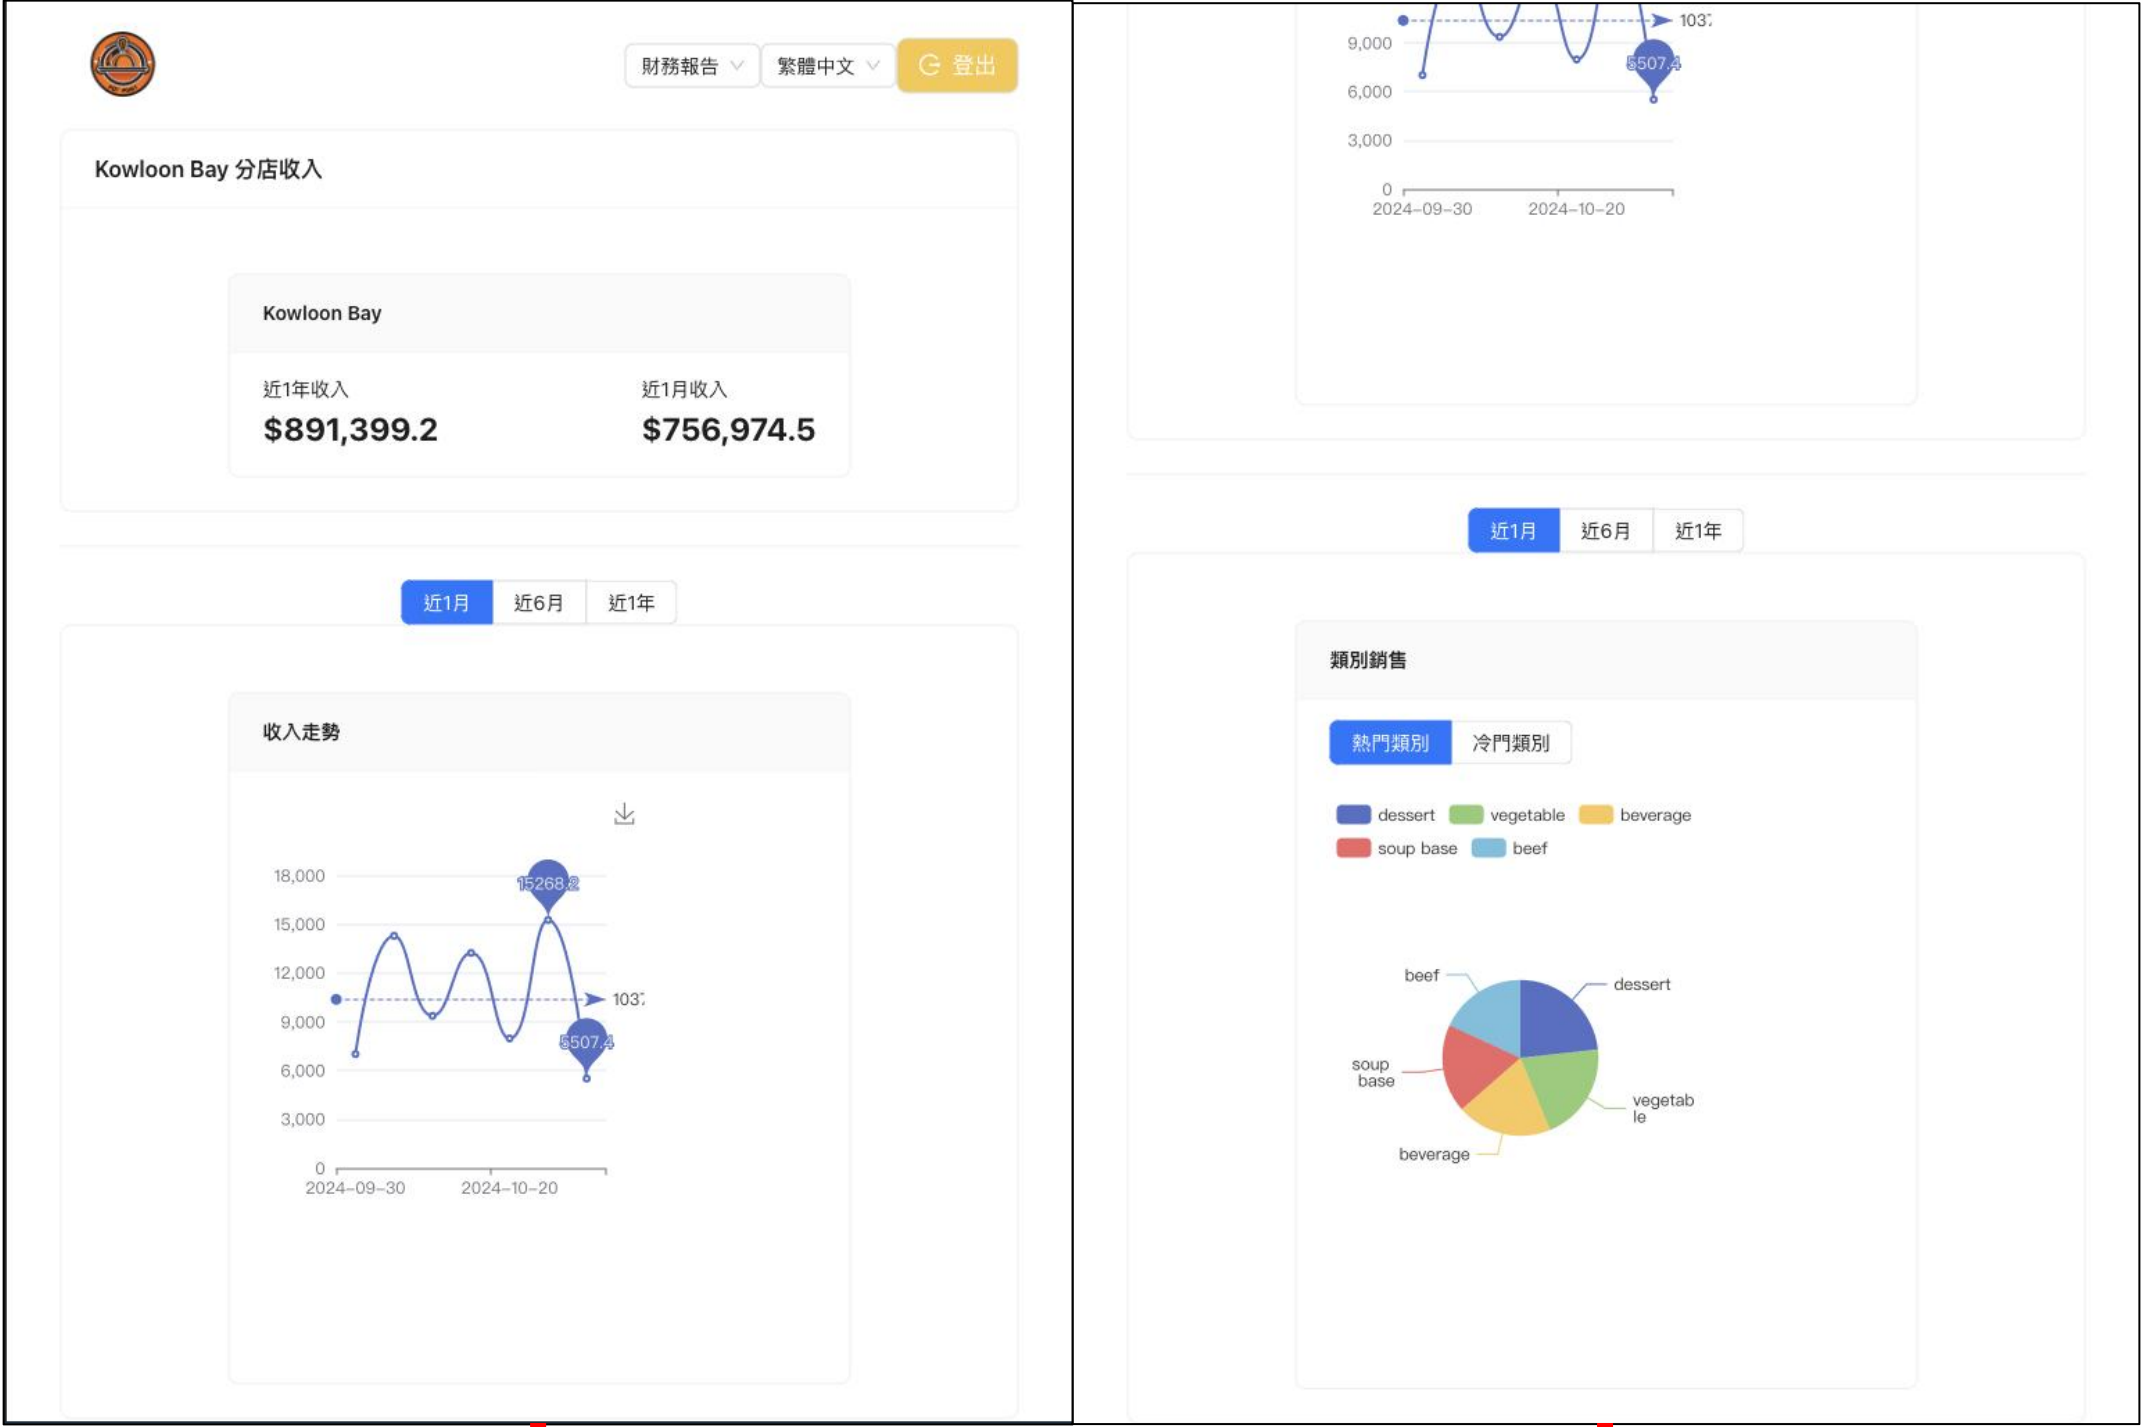 財務報告
繁體中文
登出
Kowloon Bay 分店收入
Kowloon Bay
近1年收入
近1月收入
$891,399.2
$756,974.5
近1月
近6月
近1年
收入走勢
18,000
15,000
12,000
9,000
6,000
3,000
0
15268.2
103
5507.4
2024-09-30
2024-10-20
103
9,000
5507.4
6,000
3,000
0
2024-09-30
2024-10-20
近1月
近6月
近1年
類別銷售
熱門類別
冷門類別
dessert
vegetable
beverage
soup base
beef
beef
dessert
soup
base
vegetab
le
beverage